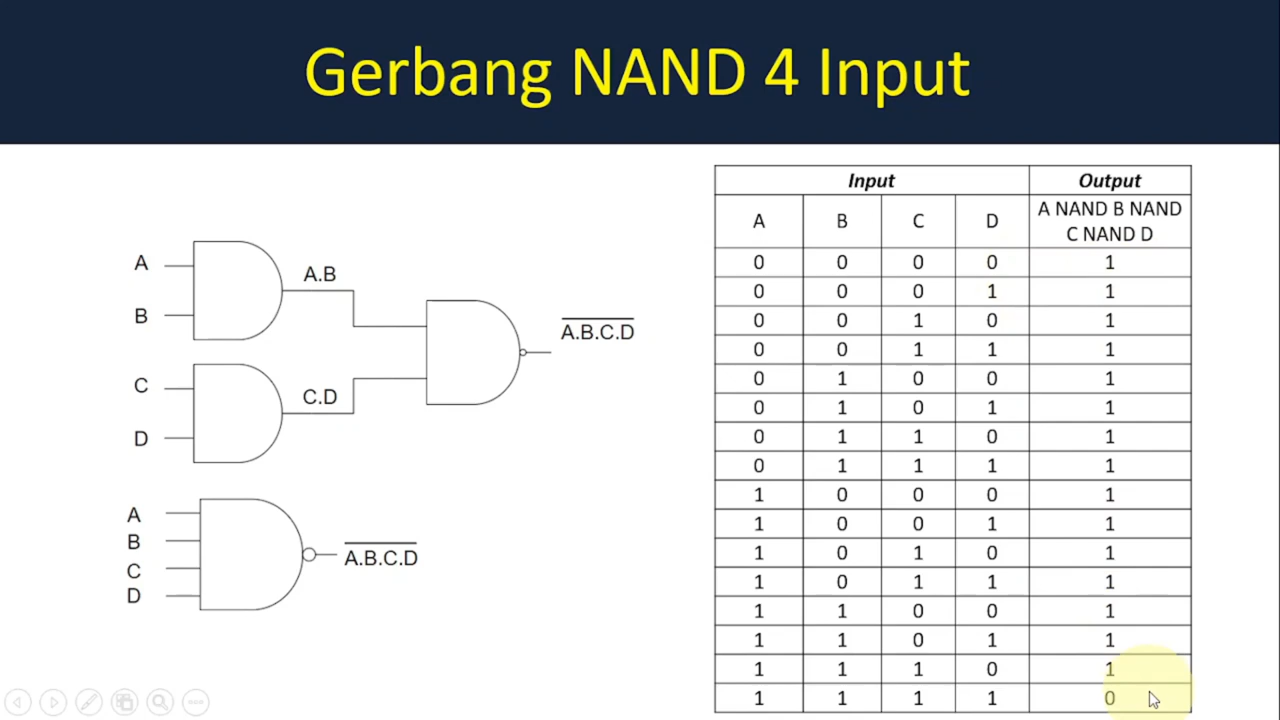 Gerbang NAND 4 Input
A
B
A.B
C
D
C.D
A.B.C.D
A
B
C
D
A.B.C.D
Input Output
A B C D A NAND B NAND
C NAND D
0 0 0 0 1
0 0 0 1 1
0 0 1 0 1
0 0 1 1 1
0 1 0 0 1
0 1 0 1 1
0 1 1 0 1
0 1 1 1 1
1 0 0 0 1
1 0 0 1 1
1 0 1 0 1
1 0 1 1 1
1 1 0 0 1
1 1 0 1 1
1 1 1 0 1
1 1 1 1 0